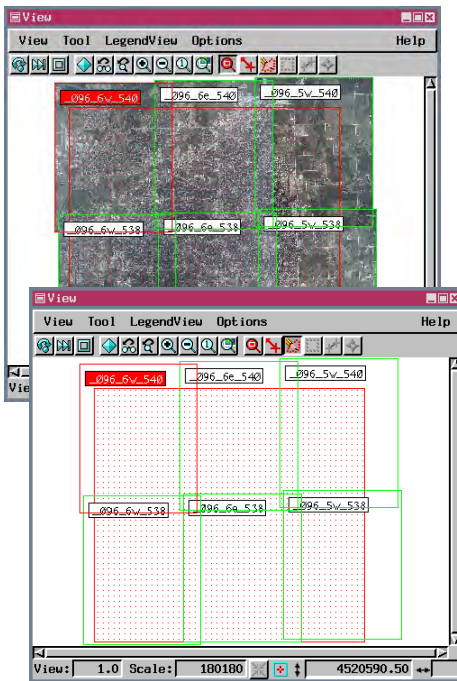 View
View Tool LegendView Options Help
_096_6w_540 _096_6e_540 _096_5w_540
_096_6w_538 _096_6e_538 _096_5w_538
View
View Tool LegendView Options Help
_096_6w_540 _096_6e_540 _096_5w_540
_096_6w_538 _096_6e_538 _096_5w_538
Vie
View: 1.0 Scale: 180180 4520590.50